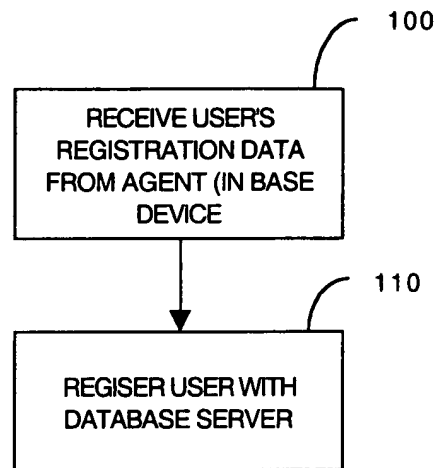 100
RECEIVE USER'S
REGISTRATION DATA
FROM AGENT (IN BASE
DEVICE
110
REGISER USER WITH
DATABASE SERVER